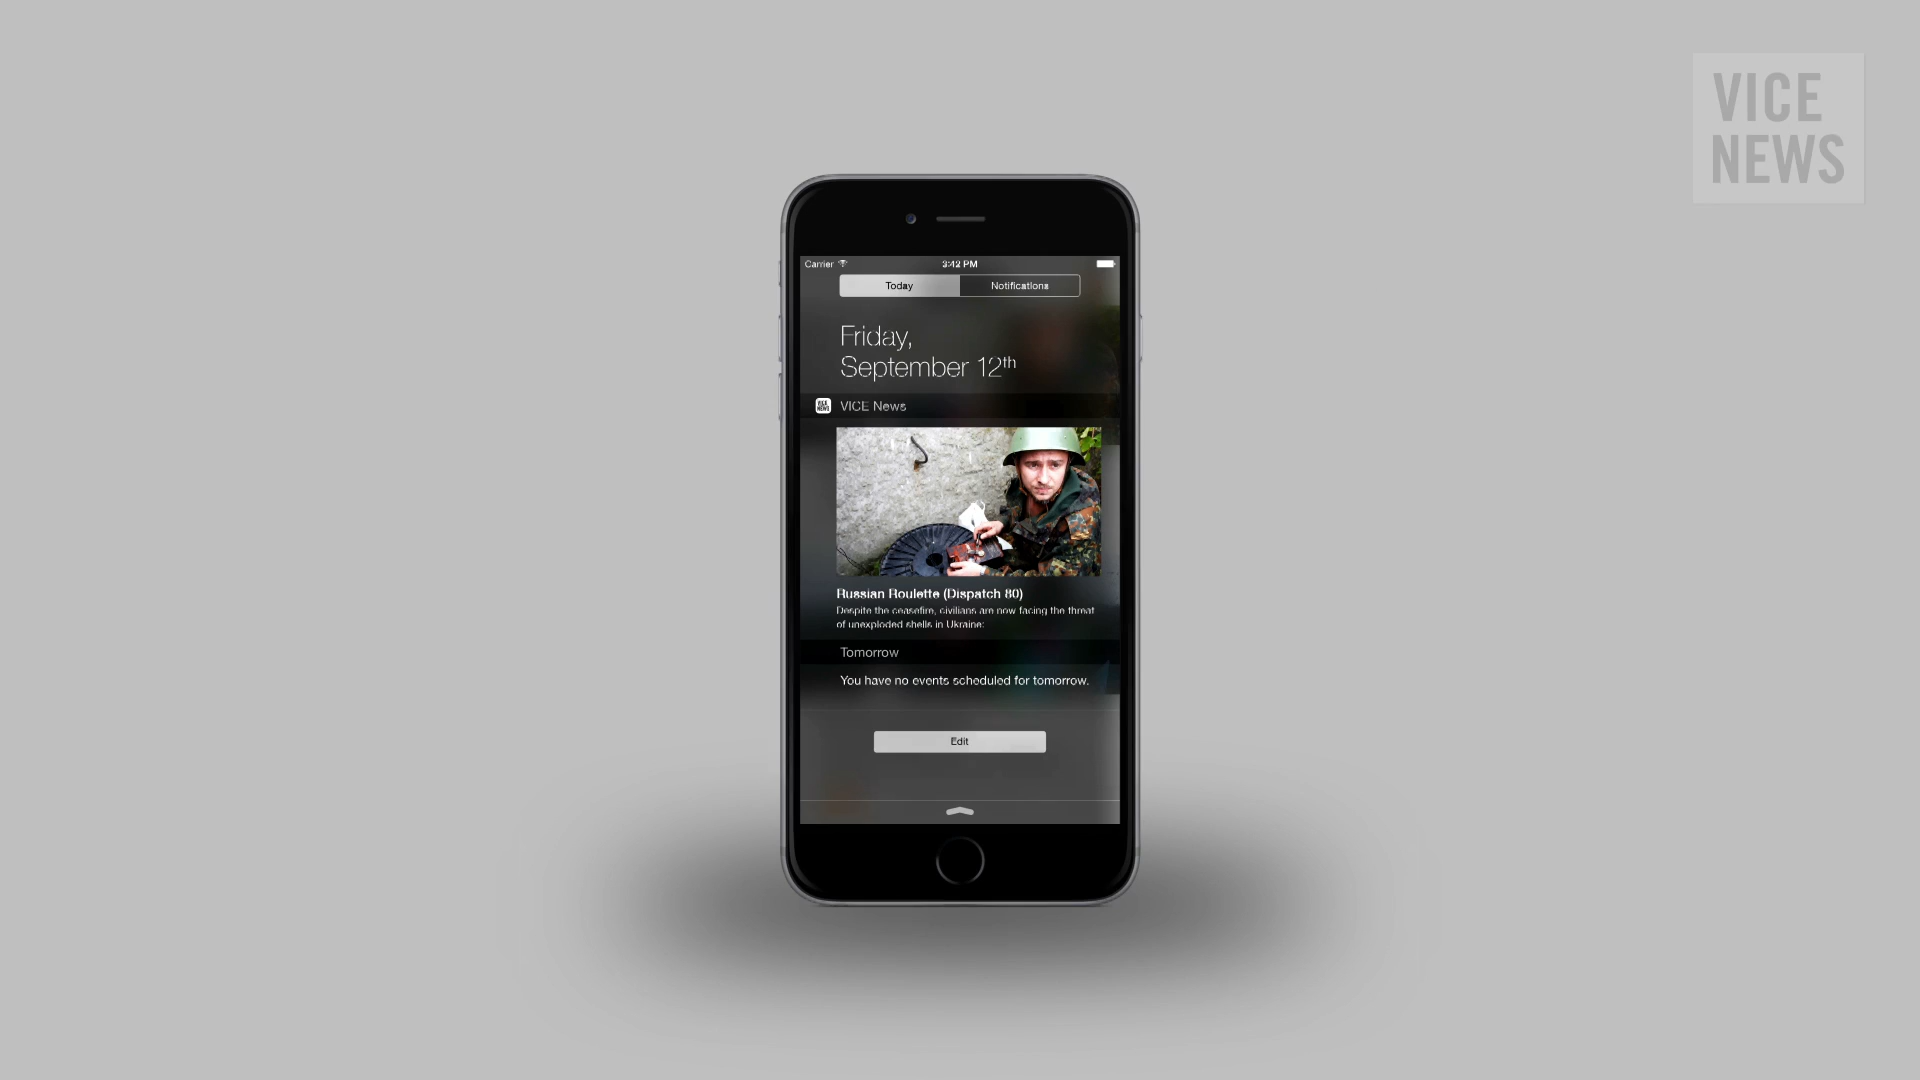 VICE
NEWS
Carrier
3:42 PM
Today
Notifications
Friday,
September 12th
VICE NEWS
VICE News
Russian Roulette (Dispatch 80)
Despite the ceasefire, civilians are now facing the threat
of unexploded shells in Ukraine:
Tomorrow
You have no events scheduled for tomorrow.
Edit